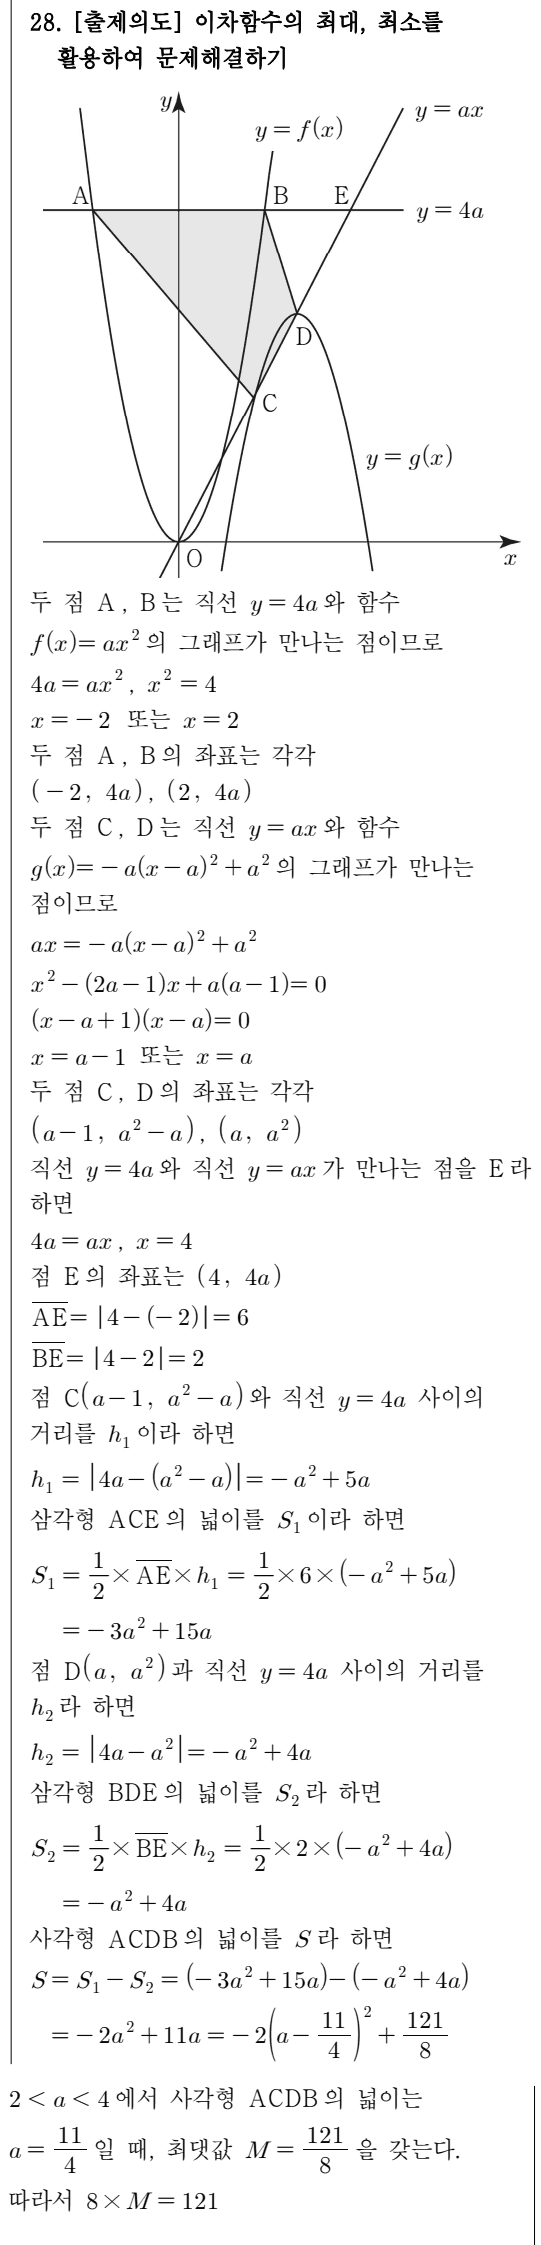 28. [출제의도] 이차함수의 최대, 최소를
활용하여 문제해결하기
y
y = f(x)
y = ax
A
B
E
y = 4a
D
C
y = g(x)
O
x
두 점 A, B는 직선 y = 4a와 함수
f(x)= ax²의 그래프가 만나는 점이므로
4a = ax², x² = 4
x = −2 또는 x = 2
두 점 A, B의 좌표는 각각
(−2, 4a), (2, 4a)
두 점 C, D는 직선 y = ax와 함수
g(x)= −a(x−a)² + a²의 그래프가 만나는
점이므로
ax = −a(x−a)² + a²
x² −(2a−1)x + a(a−1)= 0
(x−a+1)(x−a)= 0
x = a−1 또는 x = a
두 점 C, D의 좌표는 각각
(a−1, a²−a), (a, a²)
직선 y = 4a와 직선 y = ax가 만나는 점을 E라
하면
4a = ax, x = 4
점 E의 좌표는 (4, 4a)
A̅E̅ = |4−(−2)| = 6
B̅E̅ = |4−2| = 2
점 C(a−1, a²−a)와 직선 y = 4a 사이의
거리를 h₁이라 하면
h₁ = |4a−(a²−a)| = −a² + 5a
삼각형 ACE의 넓이를 S₁이라 하면
S₁ = 1/2 × A̅E̅ × h₁ = 1/2 × 6 × (−a² + 5a)
= −3a² + 15a
점 D(a, a²)과 직선 y = 4a 사이의 거리를
h₂라 하면
h₂ = |4a−a²| = −a² + 4a
삼각형 BDE의 넓이를 S₂라 하면
S₂ = 1/2 × B̅E̅ × h₂ = 1/2 × 2 × (−a² + 4a)
= −a² + 4a
사각형 ACDB의 넓이를 S라 하면
S = S₁ − S₂ = (−3a² + 15a)−(−a² + 4a)
= −2a² + 11a = −2(a − 11/4)² + 121/8
2 < a < 4에서 사각형 ACDB의 넓이는
a = 11/4일 때, 최댓값 M = 121/8을 갖는다.
따라서 8 × M = 121